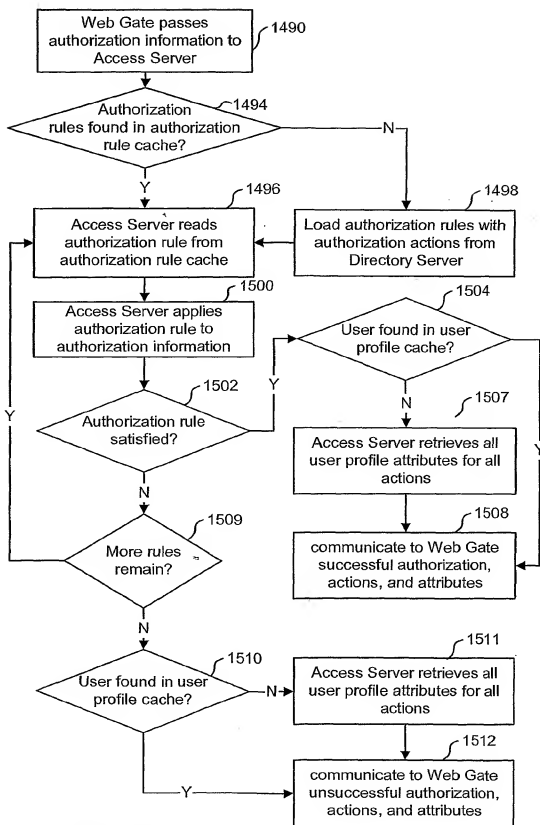 Web Gate passes
authorization information to
Access Server
1490
1494
Authorization
rules found in authorization
rule cache?
N
Y
1496
1498
Access Server reads
authorization rule from
authorization rule cache
Load authorization rules with
authorization actions from
Directory Server
1500
Access Server applies
authorization rule to
authorization information
1504
User found in user
profile cache?
Y
1502
Authorization rule
satisfied?
Y
N
1507
Y
Access Server retrieves all
user profile attributes for all
actions
N
1509
More rules
remain?
1508
communicate to Web Gate
successful authorization,
actions, and attributes
N
1510
User found in user
profile cache?
N
1511
Access Server retrieves all
user profile attributes for all
actions
1512
Y
communicate to Web Gate
unsuccessful authorization,
actions, and attributes